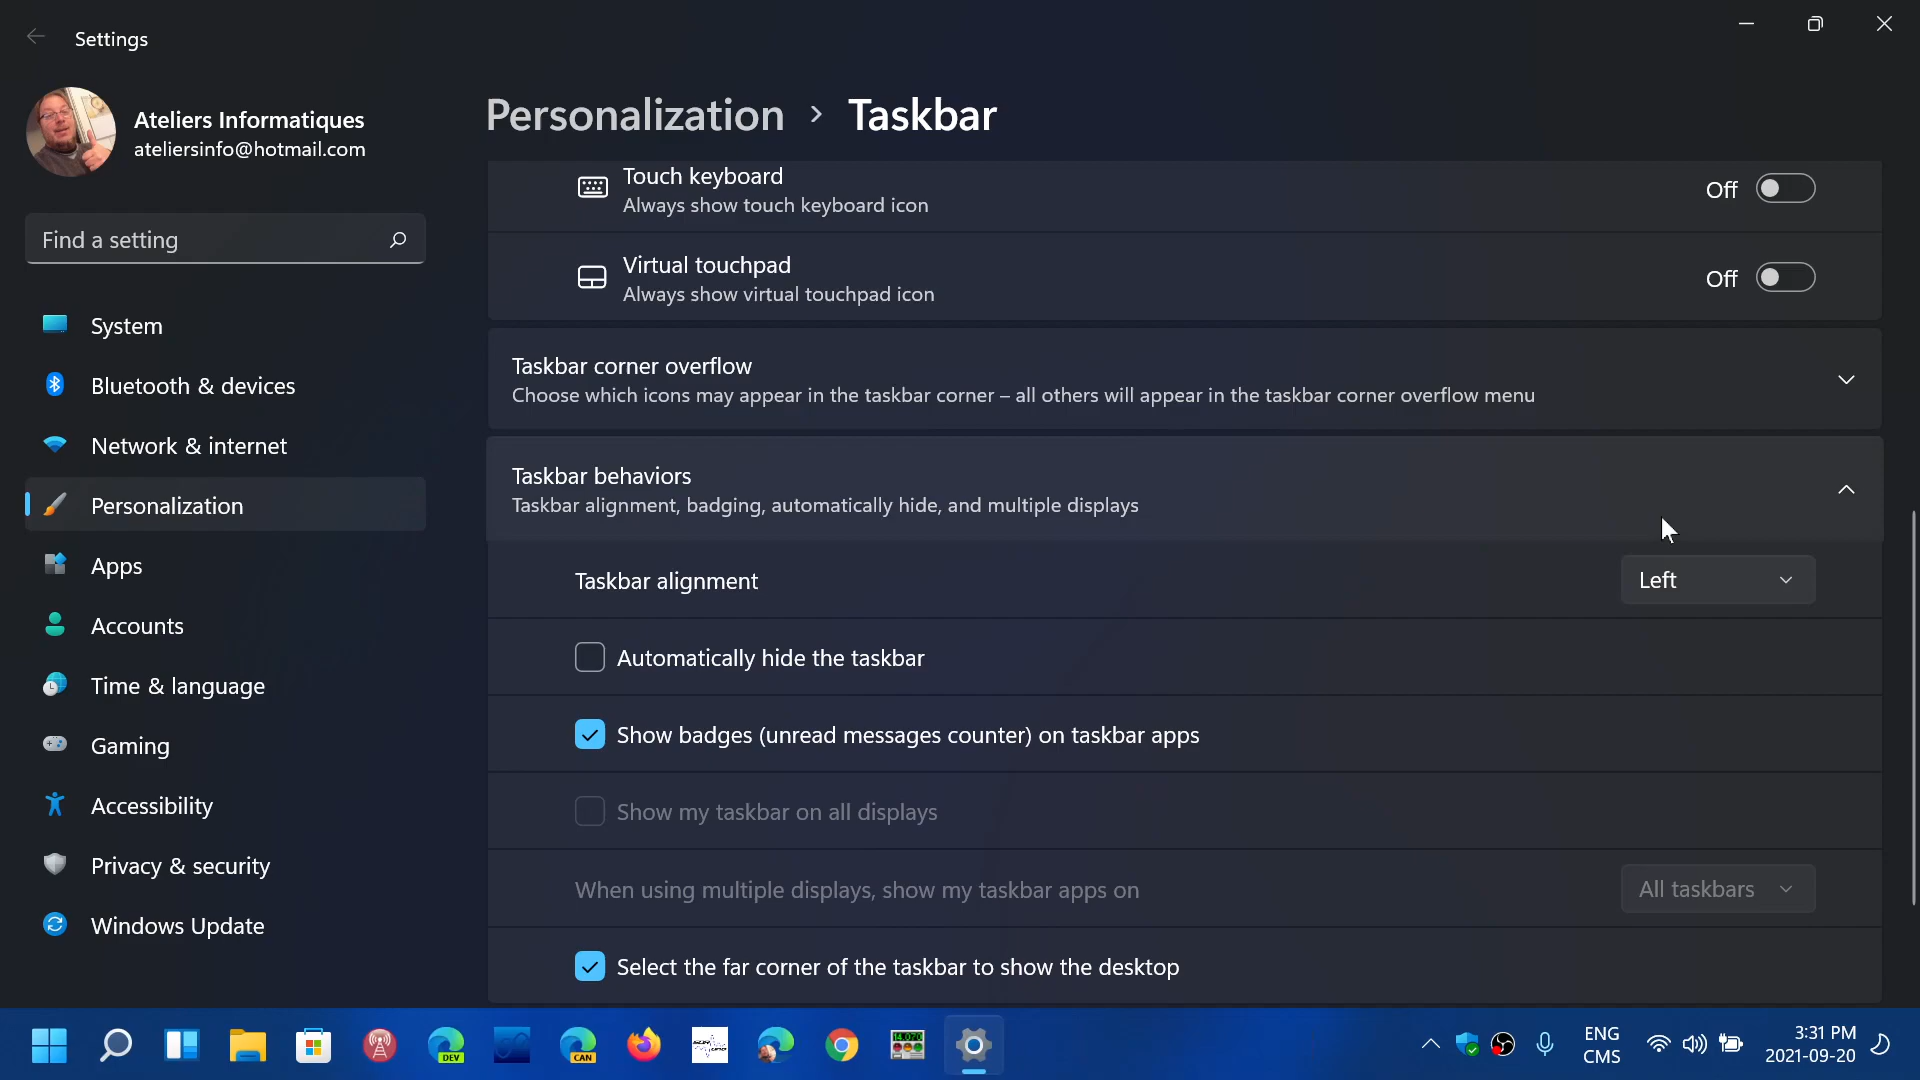 Settings
Ateliers Informatiques
ateliersinfo@hotmail.com
Find a setting
System
Bluetooth & devices
Network & internet
Personalization
Apps
Accounts
Time & language
Gaming
Accessibility
Privacy & security
Windows Update
Personalization > Taskbar
Touch keyboard
Always show touch keyboard icon
Off
Virtual touchpad
Always show virtual touchpad icon
Off
Taskbar corner overflow
Choose which icons may appear in the taskbar corner – all others will appear in the taskbar corner overflow menu
Taskbar behaviors
Taskbar alignment, badging, automatically hide, and multiple displays
Taskbar alignment
Left
Automatically hide the taskbar
Show badges (unread messages counter) on taskbar apps
Show my taskbar on all displays
When using multiple displays, show my taskbar apps on
All taskbars
Select the far corner of the taskbar to show the desktop
DEV
CAN
14.070
ENG
CMS
3:31 PM
2021-09-20